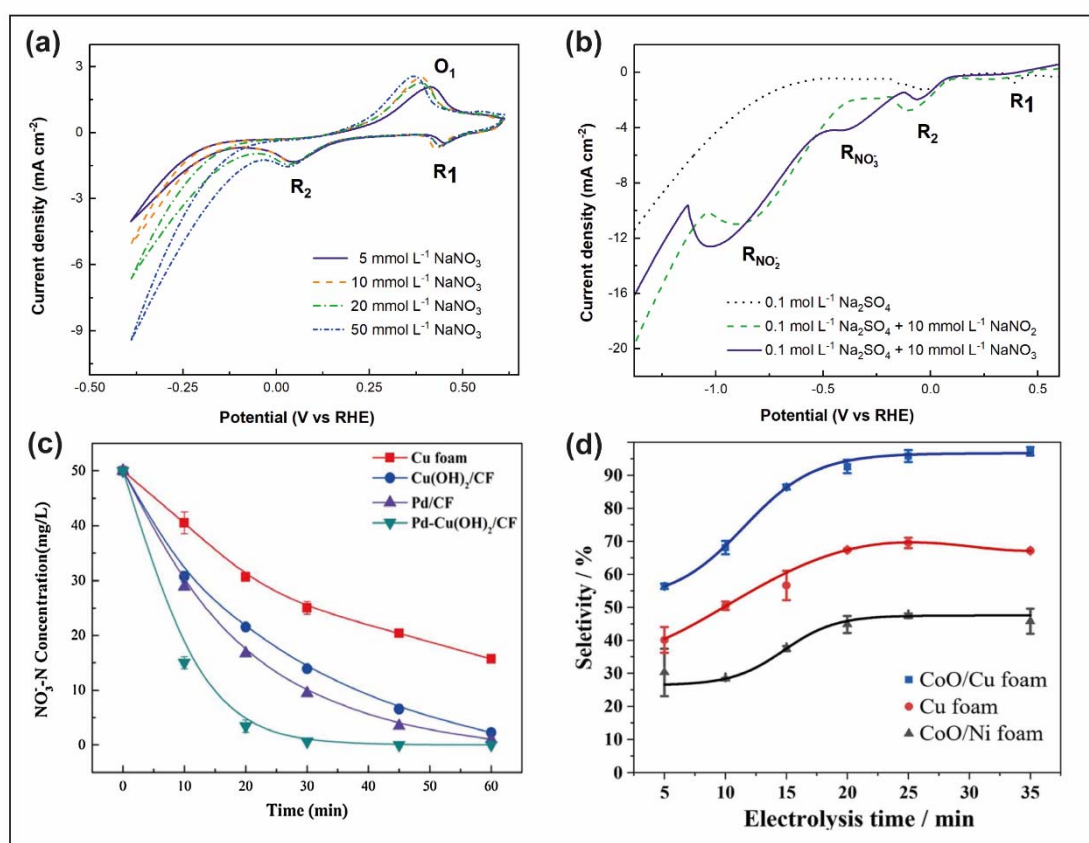 (a)
Current density (mA cm-2)
3
0
-3
-6
-9
O1
R2
R1
5 mmol L-1 NaNO3
10 mmol L-1 NaNO3
20 mmol L-1 NaNO3
50 mmol L-1 NaNO3
-0.50 -0.25 0.00 0.25 0.50
Potential (V vs RHE)
(b)
Current density (mA cm-2)
0
-4
-8
-12
-16
-20
R1
R2
RNO3-
RNO2-
0.1 mol L-1 Na2SO4
0.1 mol L-1 Na2SO4 + 10 mmol L-1 NaNO2
0.1 mol L-1 Na2SO4 + 10 mmol L-1 NaNO3
-1.0 -0.5 0.0 0.5
Potential (V vs RHE)
(c)
NO3--N Concentration(mg/L)
50
40
30
20
10
0
Cu foam
Cu(OH)2/CF
Pd/CF
Pd-Cu(OH)2/CF
0 10 20 30 40 50 60
Time (min)
(d)
Seletivity / %
90
80
70
60
50
40
30
20
10
0
CoO/Cu foam
Cu foam
CoO/Ni foam
5 10 15 20 25 30 35
Electrolysis time / min